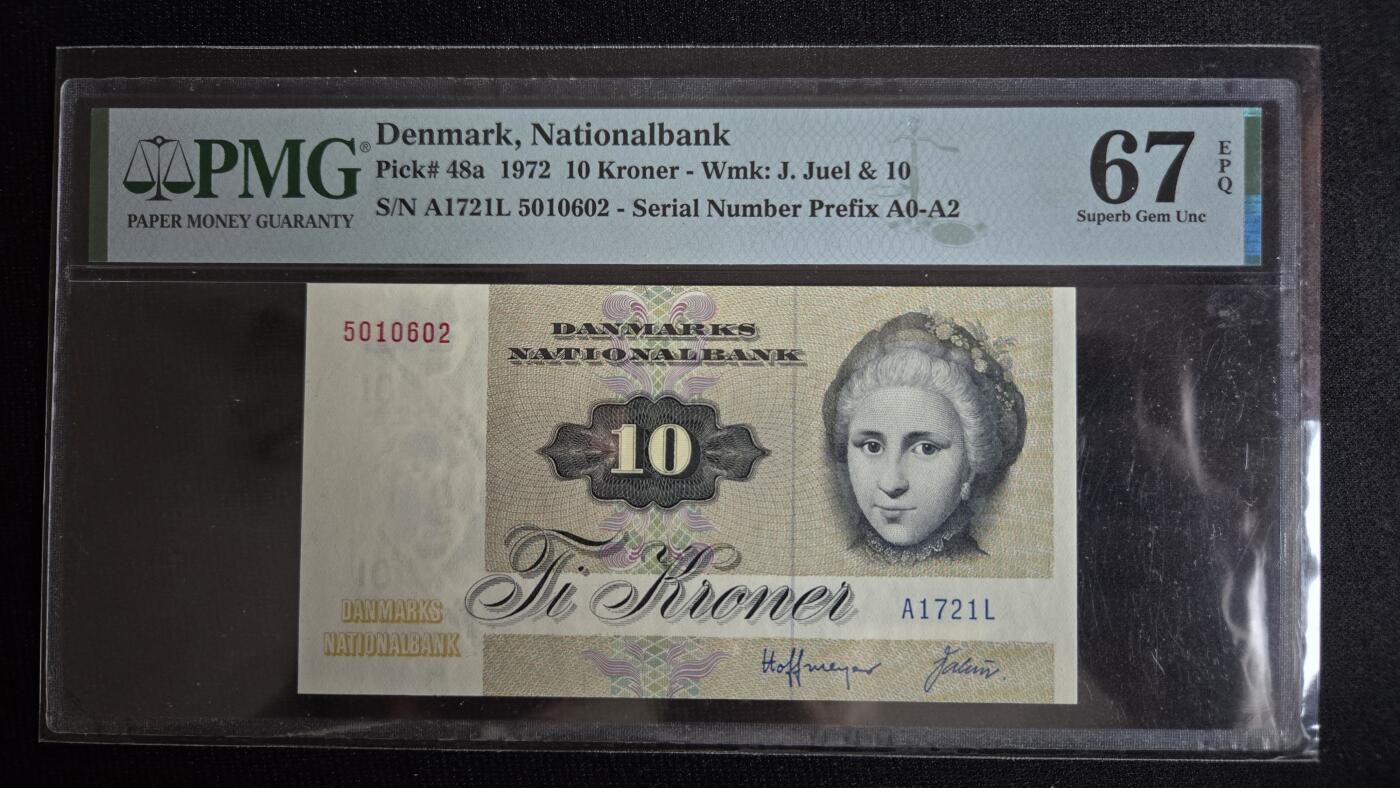 PMG®
PAPER MONEY GUARANTY
Denmark, Nationalbank
Pick# 48a 1972 10 Kroner - Wmk: J. Juel & 10
S/N A1721L 5010602 - Serial Number Prefix A0-A2
67
EPQ
Superb Gem Unc
5010602
DANMARKS
NATIONALBANK
10
Ti Kroner
A1721L
DANMARKS
NATIONALBANK
Hoffmeyer